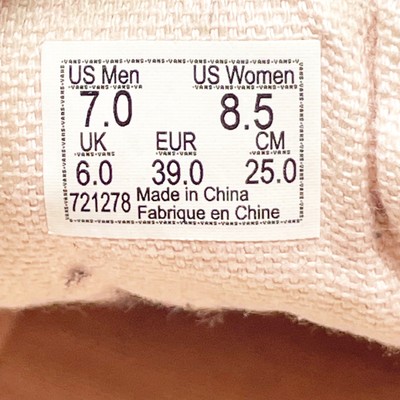 US Men US Women
7.0 8.5
UK EUR CM
6.0 39.0 25.0
721278 Made in China
Fabrique en Chine